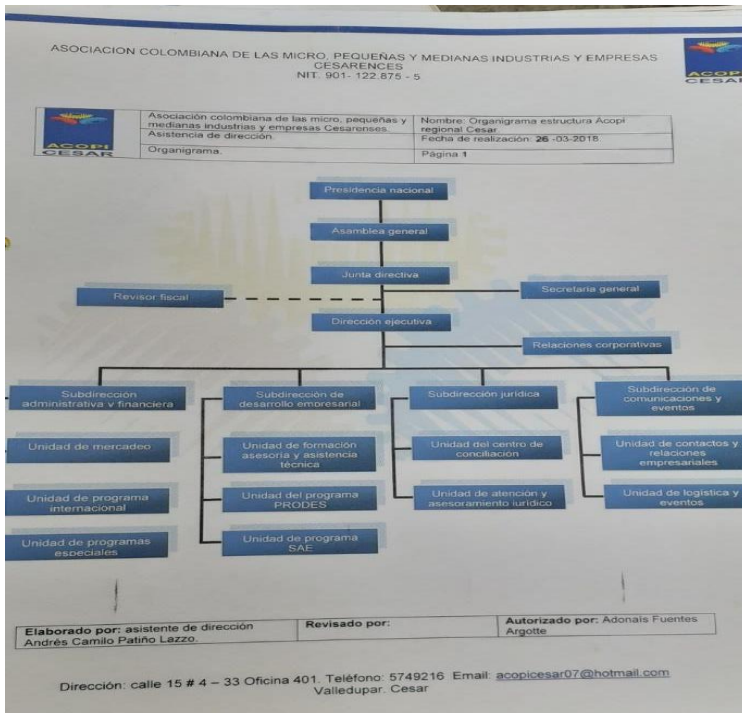 ASOCIACION COLOMBIANA DE LAS MICRO, PEQUEÑAS Y MEDIANAS INDUSTRIAS Y EMPRESAS
CESARENCES
NIT. 901- 122.875 - 5
ACOPI
CESAR
ACOPI
CESAR
Asociación colombiana de las micro, pequeñas y
medianas industrias y empresas Cesarenses.
Nombre: Organigrama estructura Acopi
regional Cesar
Asistencia de dirección.
Fecha de realización: 26 -03-2018
Organigrama.
Página 1
Presidencia nacional
Asamblea general
Junta directiva
Revisor fiscal
Secretaria general
Dirección ejecutiva
Relaciones corporativas
Subdirección
administrativa y financiera
Subdirección de
desarrollo empresarial
Subdirección jurídica
Subdirección de
comunicaciones y
eventos
Unidad de mercadeo
Unidad de formación
asesoría y asistencia
técnica
Unidad del centro de
conciliación
Unidad de contactos y
relaciones
empresariales
Unidad de programa
internacional
Unidad del programa
PRODES
Unidad de atención y
asesoramiento jurídico
Unidad de logística y
eventos
Unidad de programas
especiales
Unidad de programa
SAE
Elaborado por: asistente de dirección
Andrés Camilo Patiño Lazzo.
Revisado por:
Autorizado por: Adonais Fuentes
Argotte
Dirección: calle 15 # 4 – 33 Oficina 401. Teléfono: 5749216 Email: acopicesar07@hotmail.com
Valledupar. Cesar